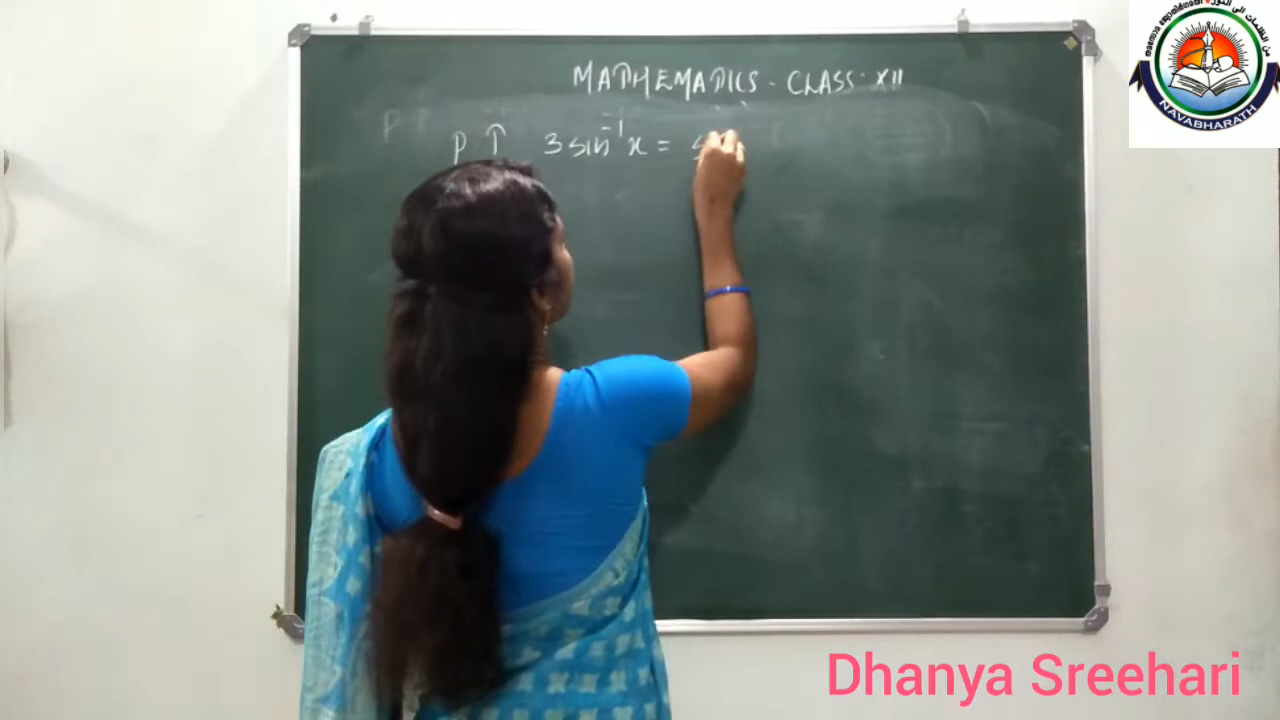 MATHEMATICS - CLASS: XII
P T 3 sin⁻¹x = s
NAVABHARATH
Dhanya Sreehari